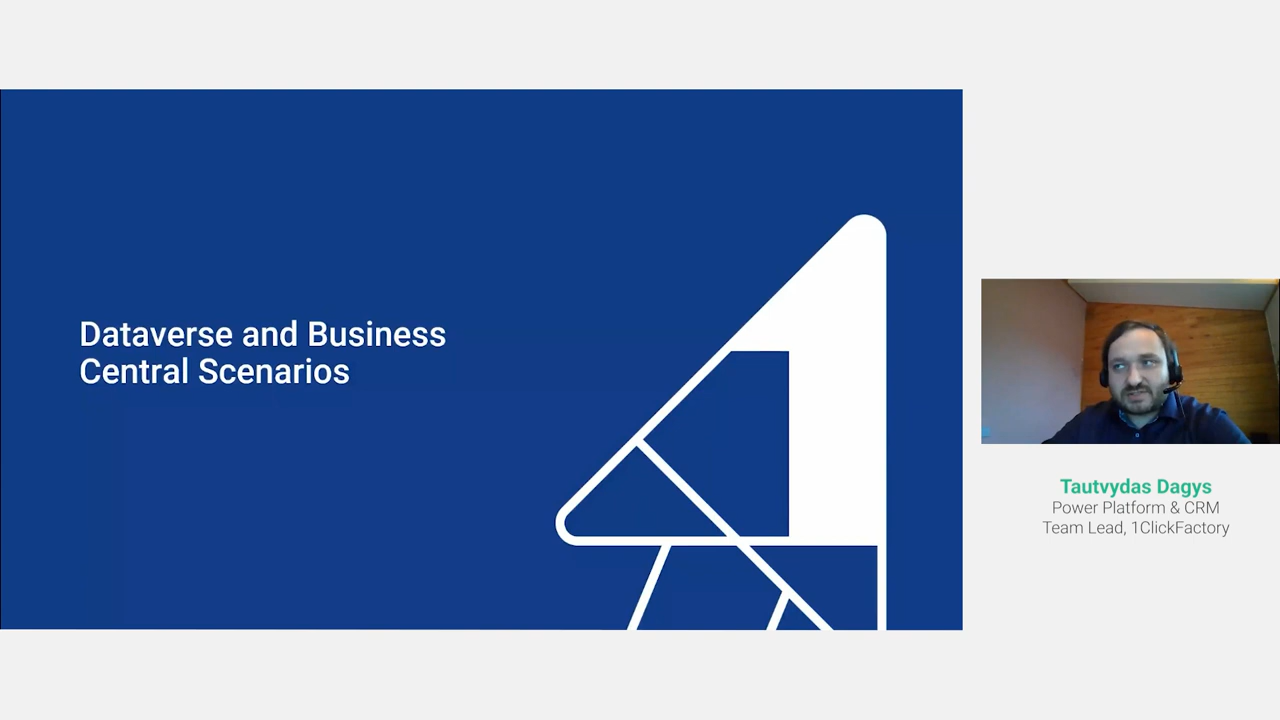 Dataverse and Business
Central Scenarios
Tautvydas Dagys
Power Platform & CRM
Team Lead, 1ClickFactory